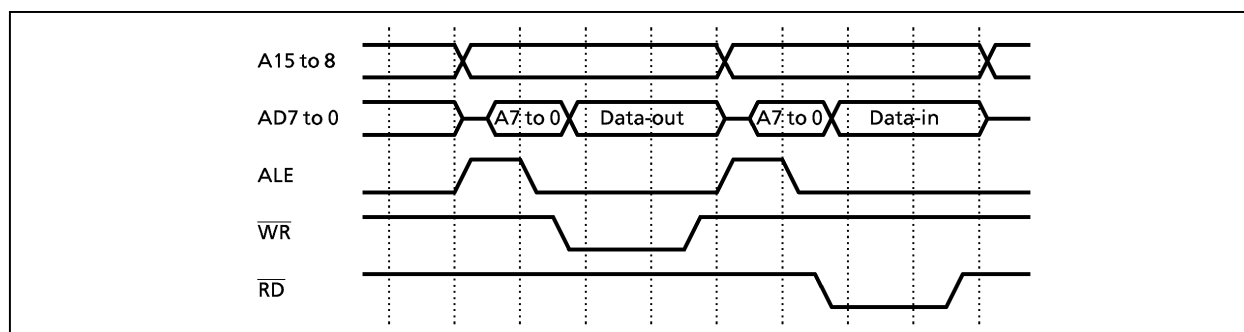 A15 to 8
AD7 to 0 A7 to 0 Data-out A7 to 0 Data-in
ALE
WR
RD